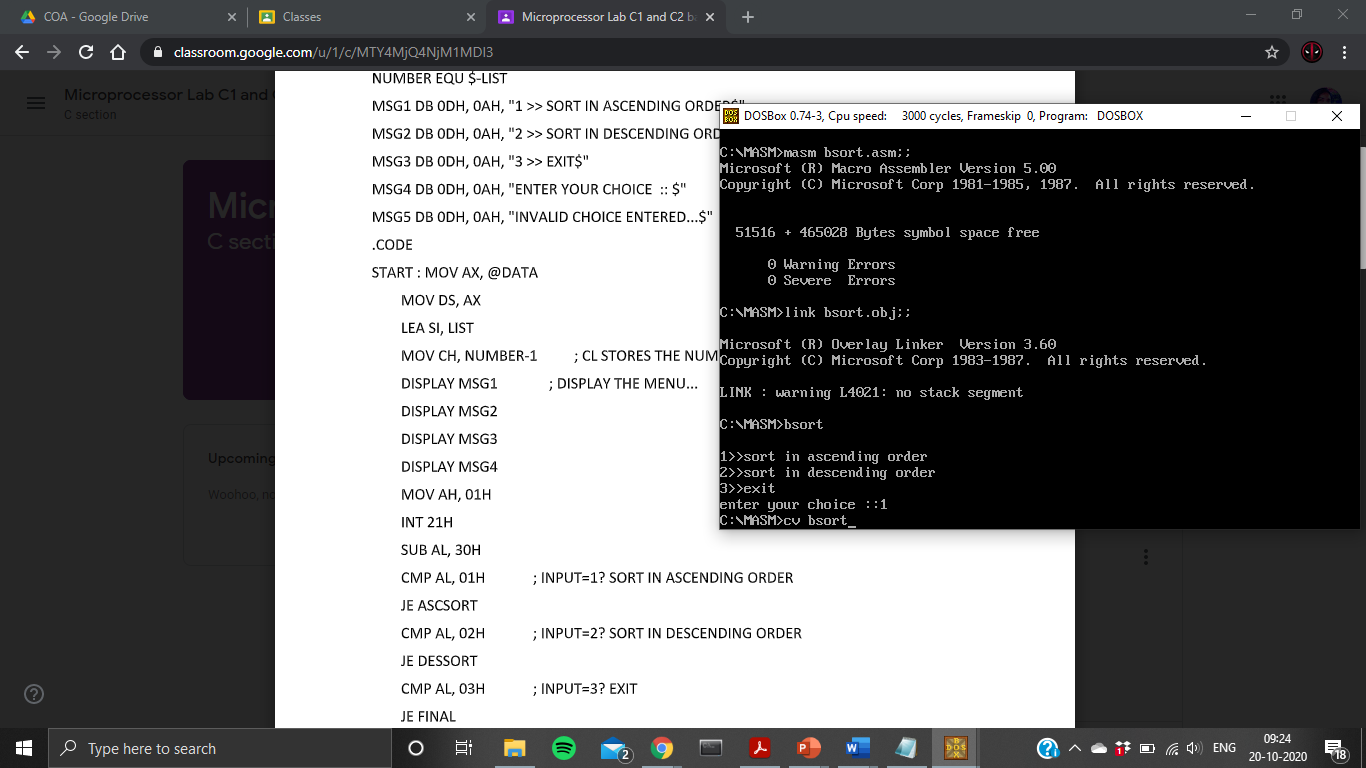 COA - Google Drive
Classes
Microprocessor Lab C1 and C2 ba
classroom.google.com/u/1/c/MTY4MjQ4NjM1MDI3
Microprocessor Lab C1 and
C section
Micr
C secti
Upcoming
Woohoo, no
NUMBER EQU $-LIST
MSG1 DB 0DH, 0AH, "1 >> SORT IN ASCENDING ORDER$"
MSG2 DB 0DH, 0AH, "2 >> SORT IN DESCENDING ORD
MSG3 DB 0DH, 0AH, "3 >> EXIT$"
MSG4 DB 0DH, 0AH, "ENTER YOUR CHOICE :: $"
MSG5 DB 0DH, 0AH, "INVALID CHOICE ENTERED...$"
.CODE
START : MOV AX, @DATA
MOV DS, AX
LEA SI, LIST
MOV CH, NUMBER-1 ; CL STORES THE NUM
DISPLAY MSG1 ; DISPLAY THE MENU...
DISPLAY MSG2
DISPLAY MSG3
DISPLAY MSG4
MOV AH, 01H
INT 21H
SUB AL, 30H
CMP AL, 01H ; INPUT=1? SORT IN ASCENDING ORDER
JE ASCSORT
CMP AL, 02H ; INPUT=2? SORT IN DESCENDING ORDER
JE DESSORT
CMP AL, 03H ; INPUT=3? EXIT
JE FINAL
DOSBox 0.74-3, Cpu speed: 3000 cycles, Frameskip 0, Program: DOSBOX
C:\MASM>masm bsort.asm;;
Microsoft (R) Macro Assembler Version 5.00
Copyright (C) Microsoft Corp 1981-1985, 1987. All rights reserved.
51516 + 465028 Bytes symbol space free
0 Warning Errors
0 Severe Errors
C:\MASM>link bsort.obj;;
Microsoft (R) Overlay Linker Version 3.60
Copyright (C) Microsoft Corp 1983-1987. All rights reserved.
LINK : warning L4021: no stack segment
C:\MASM>bsort
1>>sort in ascending order
2>>sort in descending order
3>>exit
enter your choice ::1
C:\MASM>cv bsort_
Type here to search
2
DOS BOX
1
ENG
09:24
20-10-2020
18